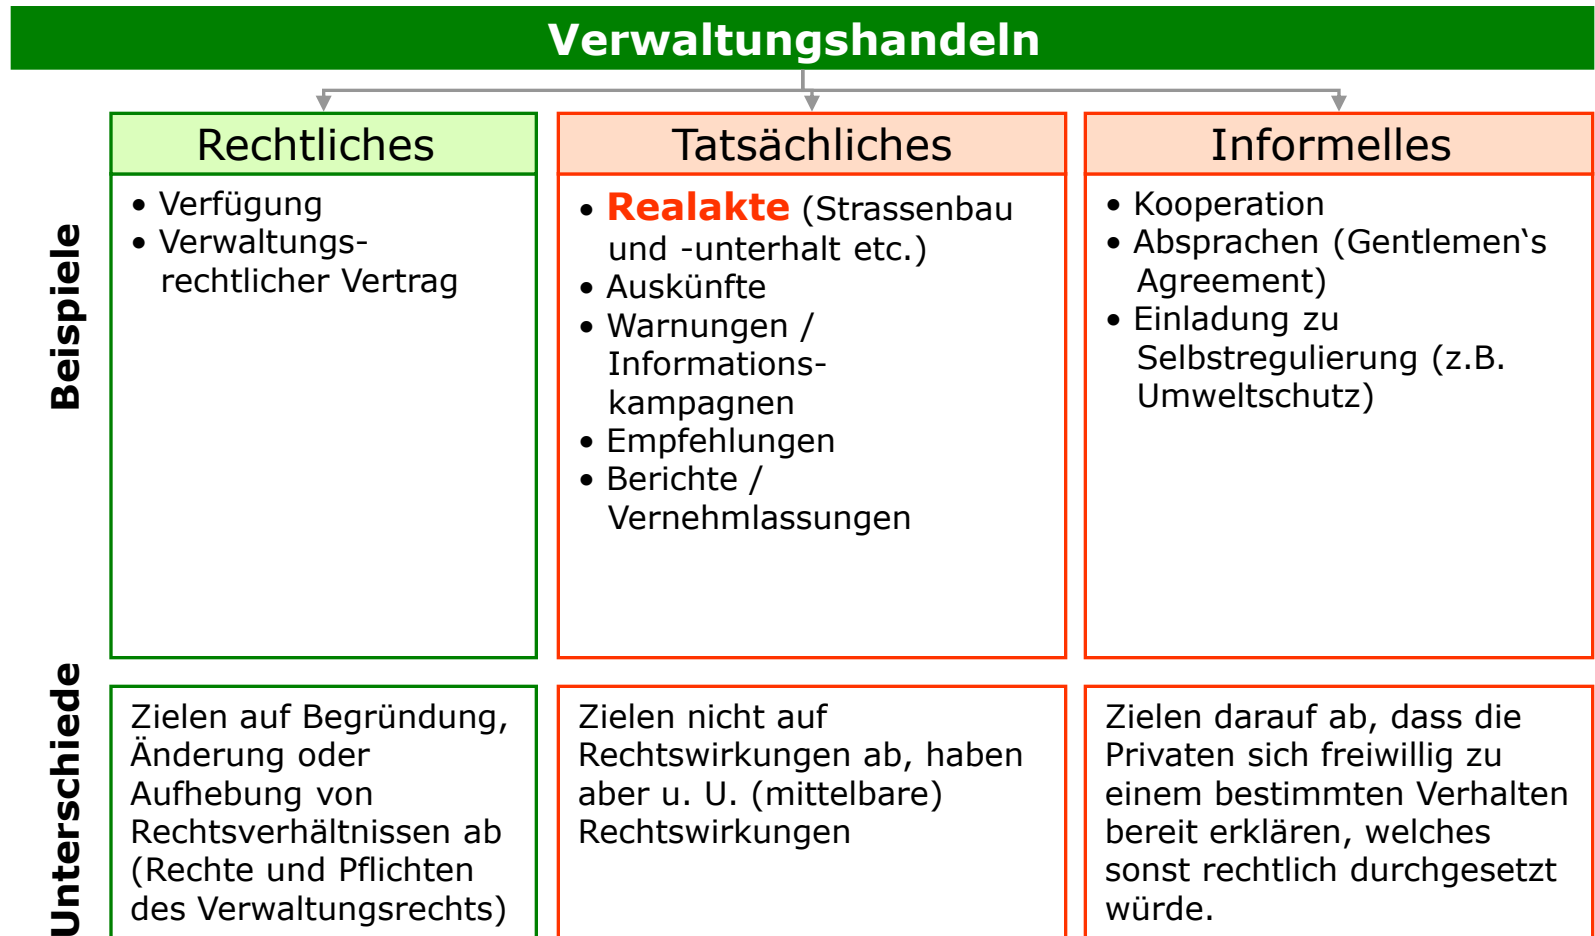 Verwaltungshandeln
Rechtliches
Tatsächliches
Informelles
Beispiele
• Verfügung
• Verwaltungs-
rechtlicher Vertrag
• Realakte (Strassenbau
und -unterhalt etc.)
• Auskünfte
• Warnungen /
Informations-
kampagnen
• Empfehlungen
• Berichte /
Vernehmlassungen
• Kooperation
• Absprachen (Gentlemen‘s
Agreement)
• Einladung zu
Selbstregulierung (z.B.
Umweltschutz)
Unterschiede
Zielen auf Begründung,
Änderung oder
Aufhebung von
Rechtsverhältnissen ab
(Rechte und Pflichten
des Verwaltungsrechts)
Zielen nicht auf
Rechtswirkungen ab, haben
aber u. U. (mittelbare)
Rechtswirkungen
Zielen darauf ab, dass die
Privaten sich freiwillig zu
einem bestimmten Verhalten
bereit erklären, welches
sonst rechtlich durchgesetzt
würde.